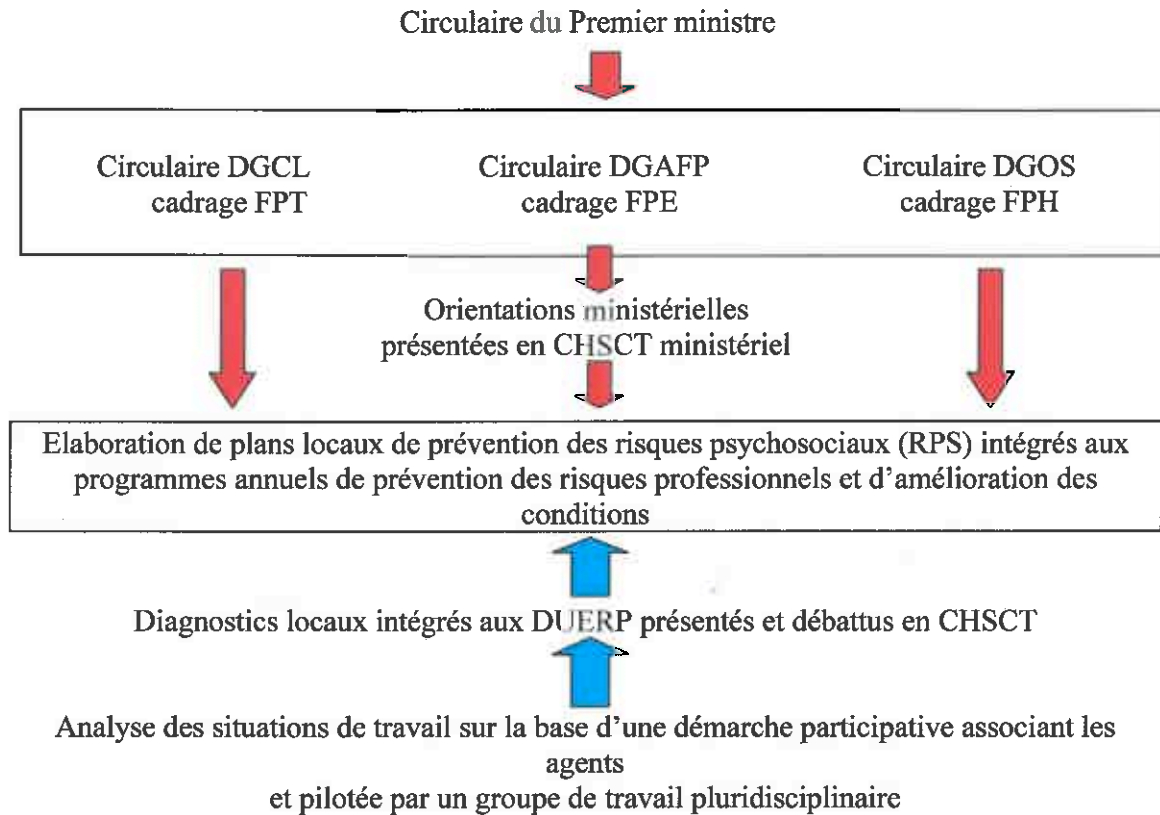 Circulaire du Premier ministre
Circulaire DGCL
cadrage FPT
Circulaire DGAFP
cadrage FPE
Circulaire DGOS
cadrage FPH
Orientations ministérielles
présentées en CHSCT ministériel
Elaboration de plans locaux de prévention des risques psychosociaux (RPS) intégrés aux
programmes annuels de prévention des risques professionnels et d'amélioration des
conditions
Diagnostics locaux intégrés aux DUERP présentés et débattus en CHSCT
Analyse des situations de travail sur la base d'une démarche participative associant les
agents
et pilotée par un groupe de travail pluridisciplinaire